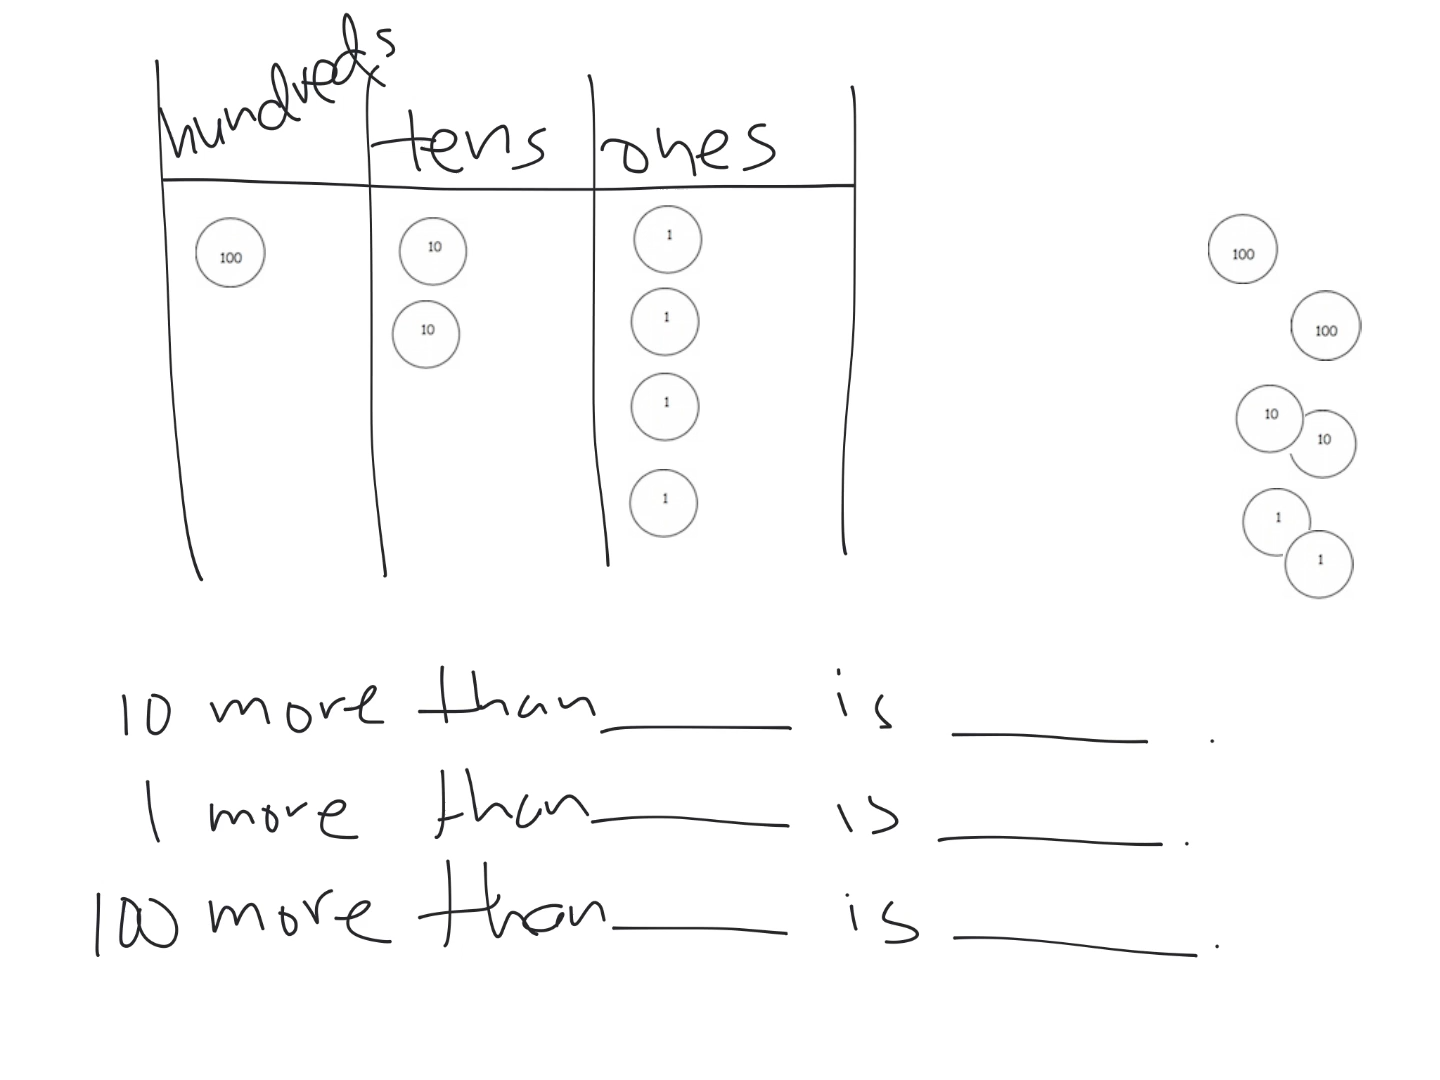 hundreds tens ones
100 10 1 100
10 1 100
1 10
10
1 1
1
10 more than ______ is ______ .
1 more than ______ is ______ .
100 more than ______ is ______ .